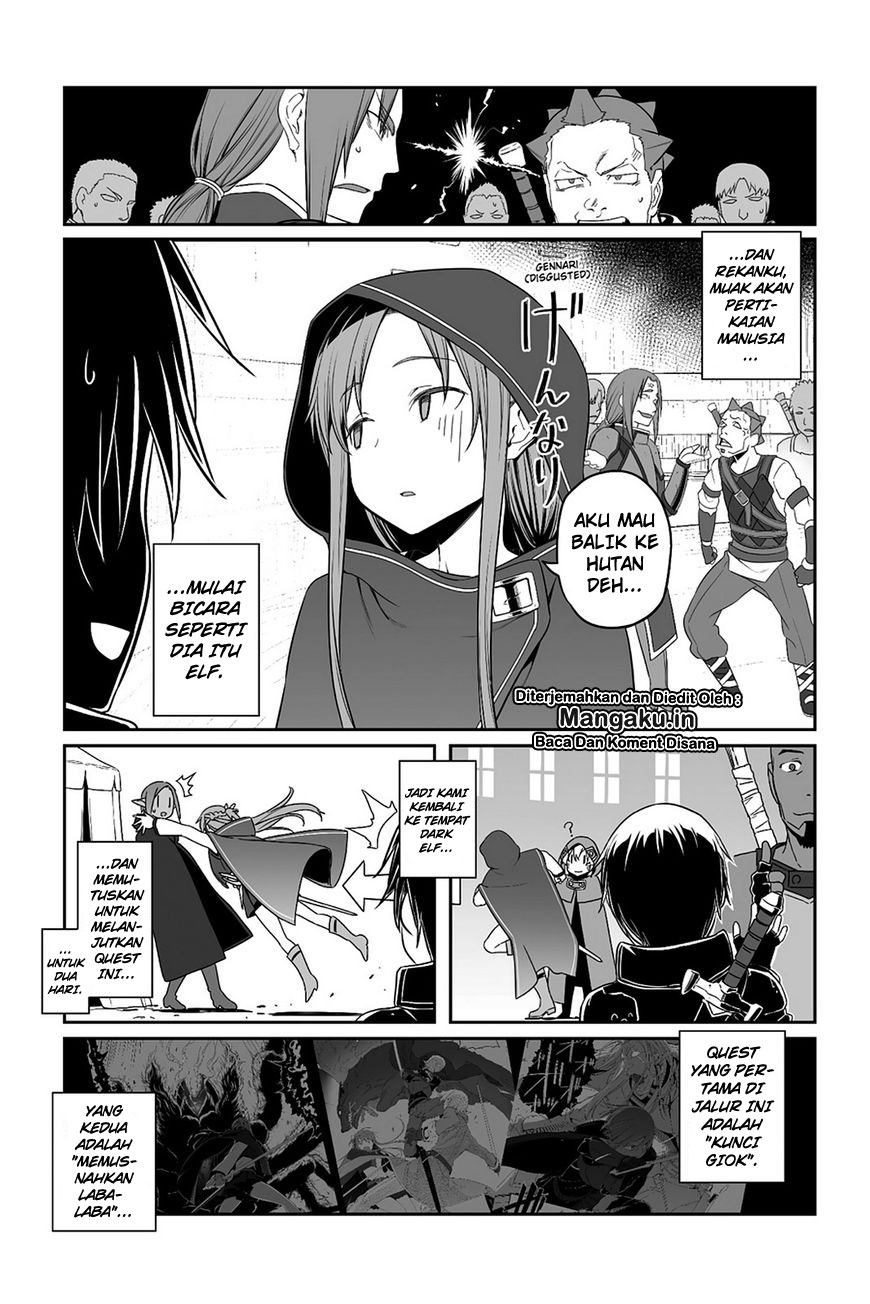 ...DAN
REKANKU,
MUAK AKAN
PERTI-
KAIAN
MANUSIA
...
GENNARI
(DISGUSTED)
げんなり
AKU MAU
BALIK KE
HUTAN
DEH...
...MULAI
BICARA
SEPERTI
DIA ITU
ELF.
Diterjemahkan dan Diedit Oleh :
Mangaku.in
Baca Dan Koment Disana
?
JADI KAMI
KEMBALI
KE TEMPAT
DARK
ELF...
...DAN
MEMU-
TUSKAN
UNTUK
MELAN-
JUTKAN
QUEST
INI...
...
UNTUK
DUA
HARI.
QUEST
YANG PER-
TAMA DI
JALUR INI
ADALAH
"KUNCI
GIOK".
YANG
KEDUA
ADALAH
"MEMUS-
NAHKAN
LABA-
LABA"...